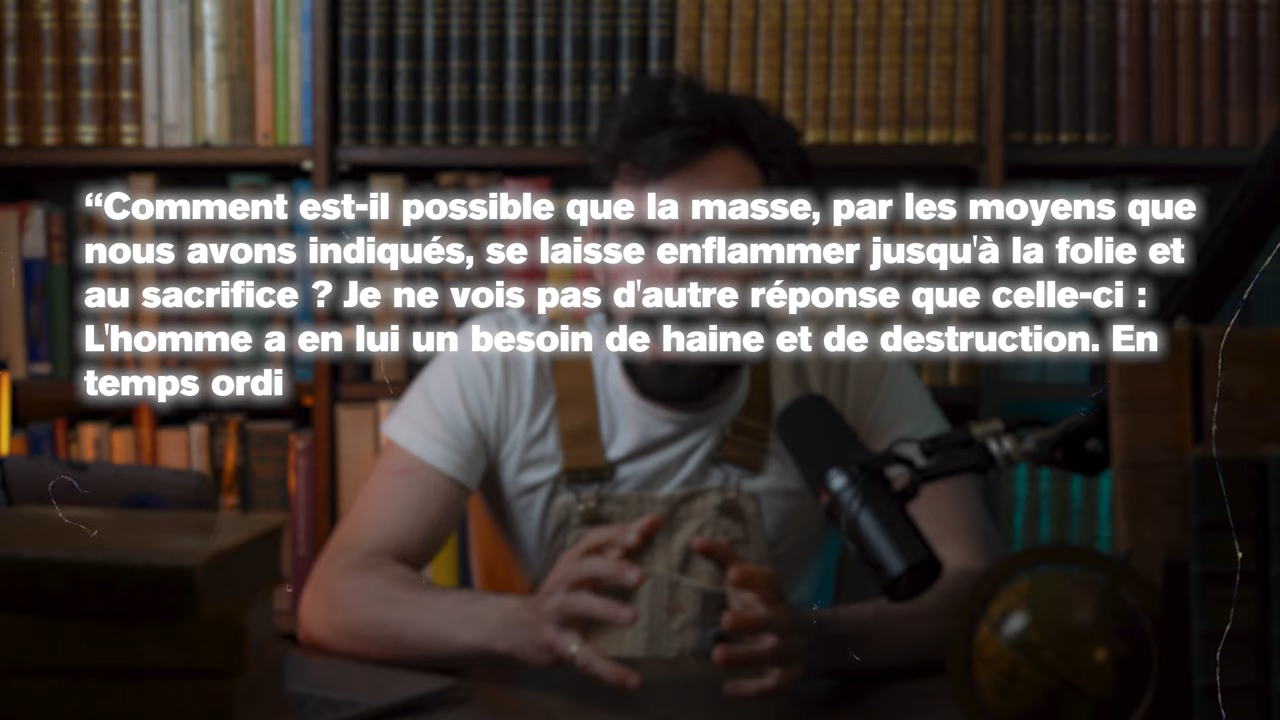 “Comment est-il possible que la masse, par les moyens que
nous avons indiqués, se laisse enflammer jusqu'à la folie et
au sacrifice ? Je ne vois pas d'autre réponse que celle-ci :
L'homme a en lui un besoin de haine et de destruction. En
temps ordi